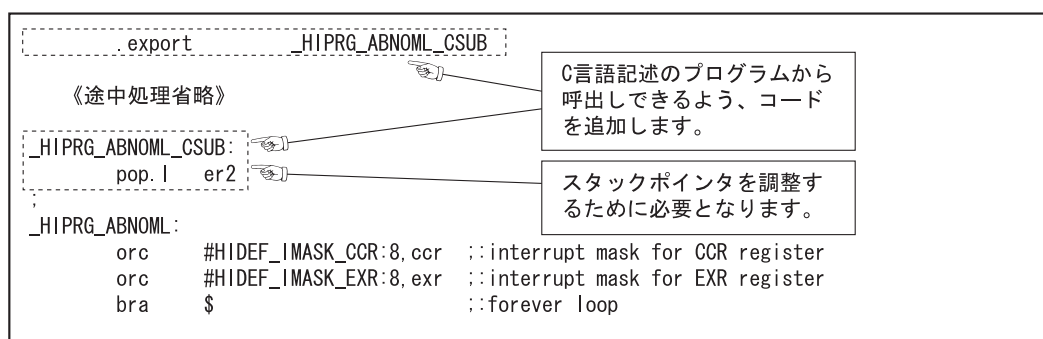 .export _HIPRG_ABNOML_CSUB
C言語記述のプログラムから
呼出しできるよう、コード
を追加します。
《途中処理省略》
_HIPRG_ABNOML_CSUB:
pop.l er2
スタックポインタを調整す
るために必要となります。
;
_HIPRG_ABNOML:
orc #HIDEF_IMASK_CCR:8,ccr ;:interrupt mask for CCR register
orc #HIDEF_IMASK_EXR:8,exr ;:interrupt mask for EXR register
bra $ ;:forever loop